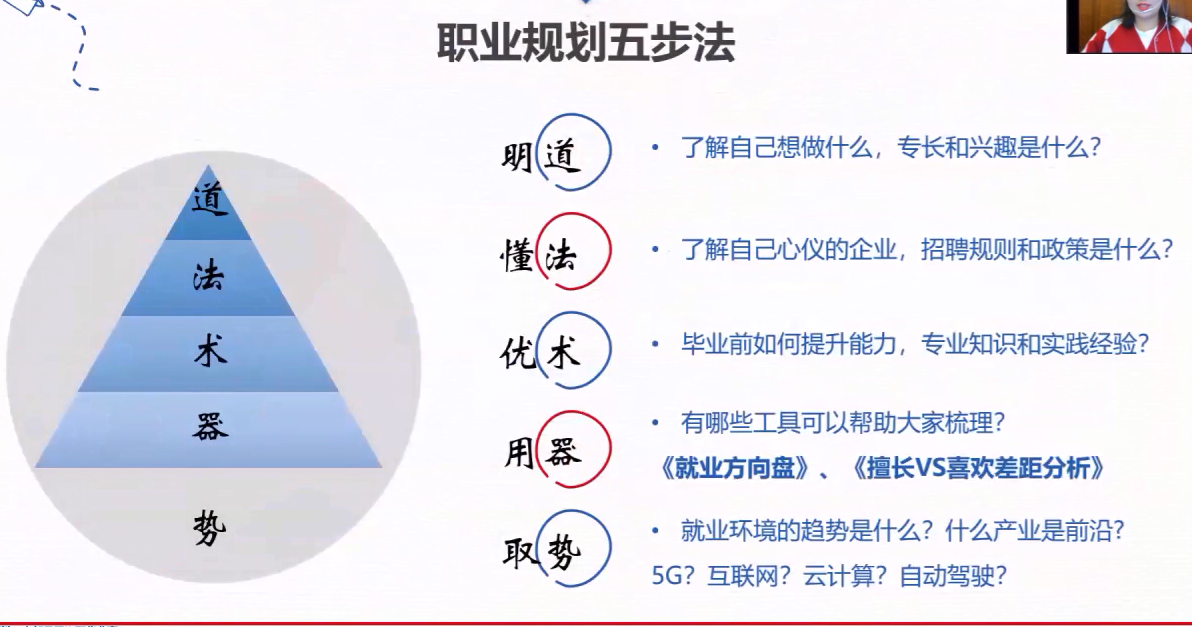 职业规划五步法
道
法
术
器
势
明道
• 了解自己想做什么，专长和兴趣是什么？
懂法
• 了解自己心仪的企业，招聘规则和政策是什么？
优术
• 毕业前如何提升能力，专业知识和实践经验？
用器
• 有哪些工具可以帮助大家梳理？
《就业方向盘》、《擅长VS喜欢差距分析》
取势
• 就业环境的趋势是什么？什么产业是前沿？
5G？互联网？云计算？自动驾驶？